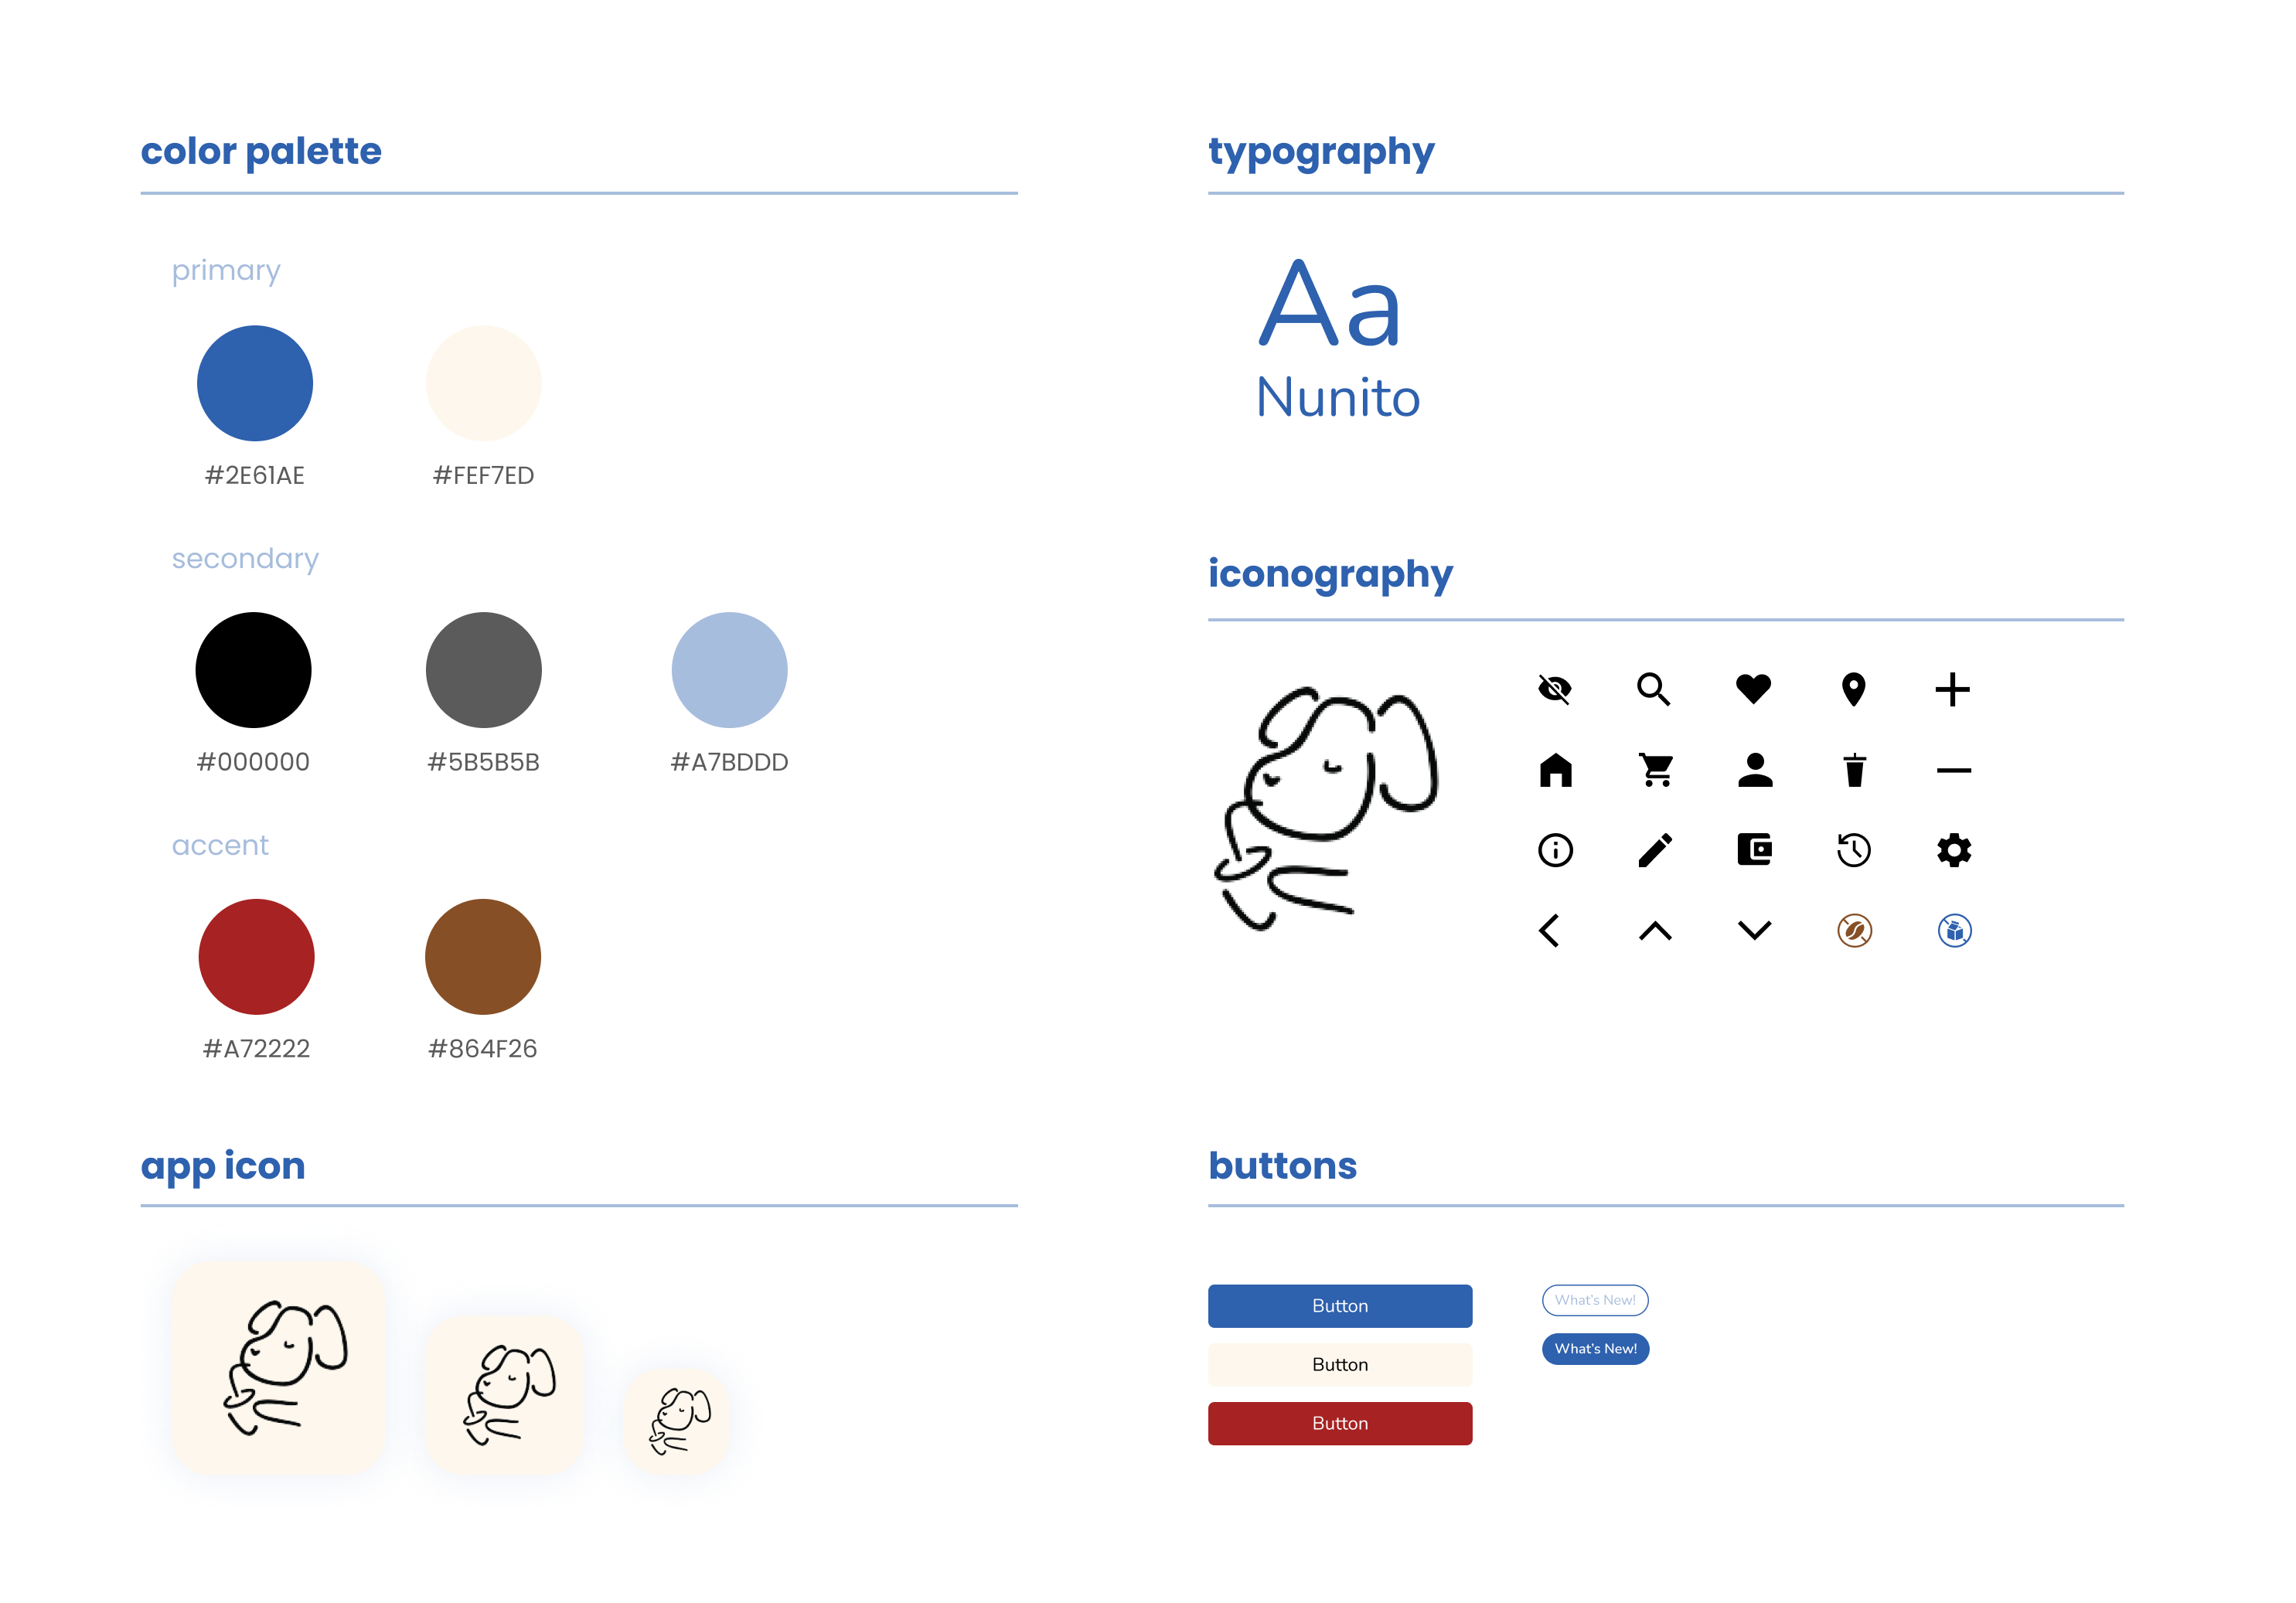 color palette
primary
#2E61AE
#FEF7ED
secondary
#000000
#5B5B5B
#A7BDDD
accent
#A72222
#864F26
app icon
typography
Aa
Nunito
iconography
buttons
Button
Button
Button
What's New!
What's New!